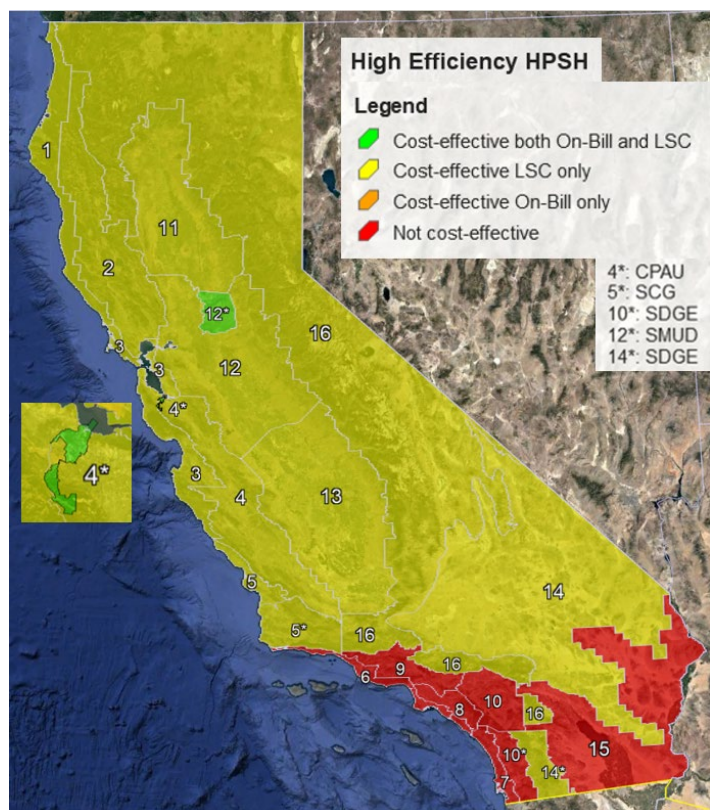 High Efficiency HPSH
Legend
Cost-effective both On-Bill and LSC
Cost-effective LSC only
Cost-effective On-Bill only
Not cost-effective
4*: CPAU
5*: SCG
10*: SDGE
12*: SMUD
14*: SDGE
1
11
2
12*
16
3
3
12
4*
4*
3
4
13
5
14
5*
16
16
9
6
10
16
8
15
10*
14*
7